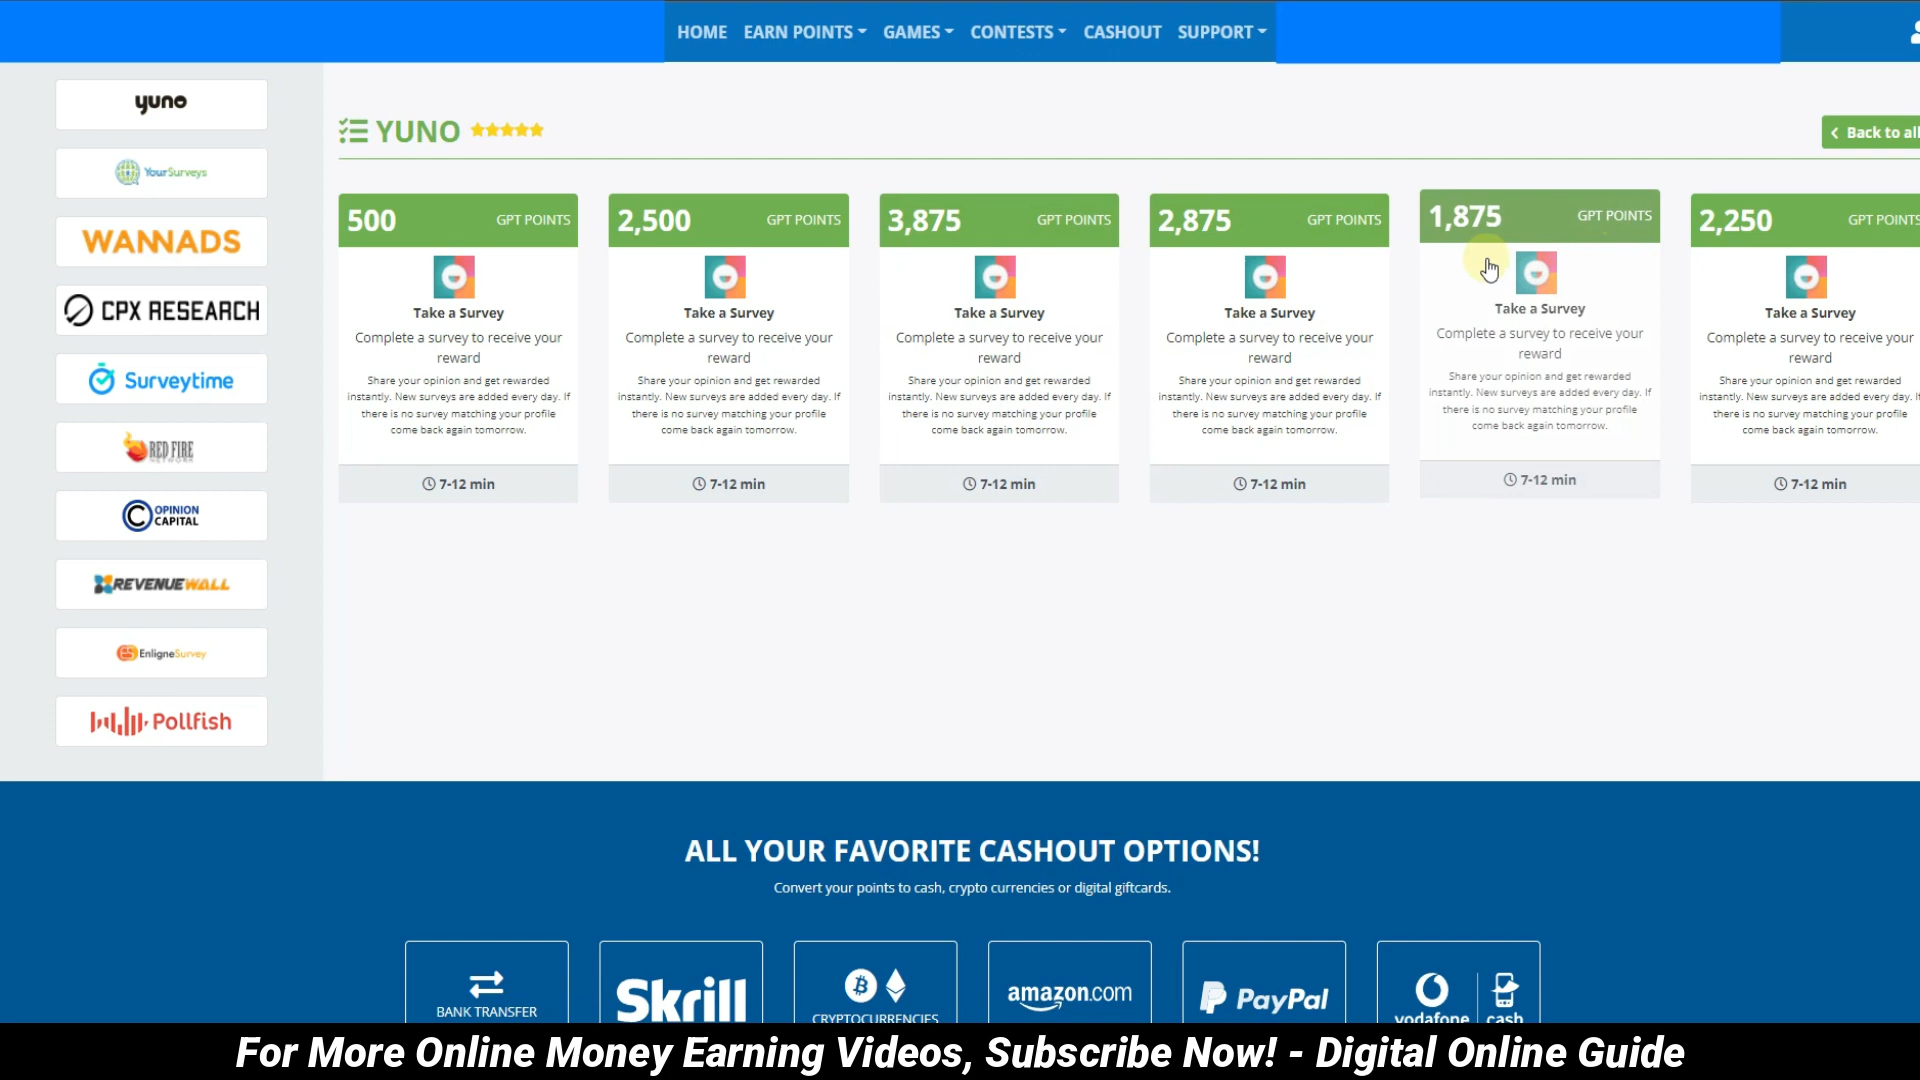 HOME EARN POINTS GAMES CONTESTS CASHOUT SUPPORT
yuno
YourSurveys
WANNADS
CPX RESEARCH
Surveytime
RED FIRE
NETWORK
OPINION
CAPITAL
REVENUEWALL
EnligneSurvey
Pollfish
YUNO
Back to all
500 GPT POINTS
Take a Survey
Complete a survey to receive your
reward
Share your opinion and get rewarded
instantly. New surveys are added every day. If
there is no survey matching your profile
come back again tomorrow.
7-12 min
2,500 GPT POINTS
Take a Survey
Complete a survey to receive your
reward
Share your opinion and get rewarded
instantly. New surveys are added every day. If
there is no survey matching your profile
come back again tomorrow.
7-12 min
3,875 GPT POINTS
Take a Survey
Complete a survey to receive your
reward
Share your opinion and get rewarded
instantly. New surveys are added every day. If
there is no survey matching your profile
come back again tomorrow.
7-12 min
2,875 GPT POINTS
Take a Survey
Complete a survey to receive your
reward
Share your opinion and get rewarded
instantly. New surveys are added every day. If
there is no survey matching your profile
come back again tomorrow.
7-12 min
1,875 GPT POINTS
Take a Survey
Complete a survey to receive your
reward
Share your opinion and get rewarded
instantly. New surveys are added every day. If
there is no survey matching your profile
come back again tomorrow.
7-12 min
2,250 GPT POINTS
Take a Survey
Complete a survey to receive your
reward
Share your opinion and get rewarded
instantly. New surveys are added every day. If
there is no survey matching your profile
come back again tomorrow.
7-12 min
ALL YOUR FAVORITE CASHOUT OPTIONS!
Convert your points to cash, crypto currencies or digital giftcards.
BANK TRANSFER
Skrill
CRYPTOCURRENCIES
amazon.com
PayPal
vodafone cash
For More Online Money Earning Videos, Subscribe Now! - Digital Online Guide